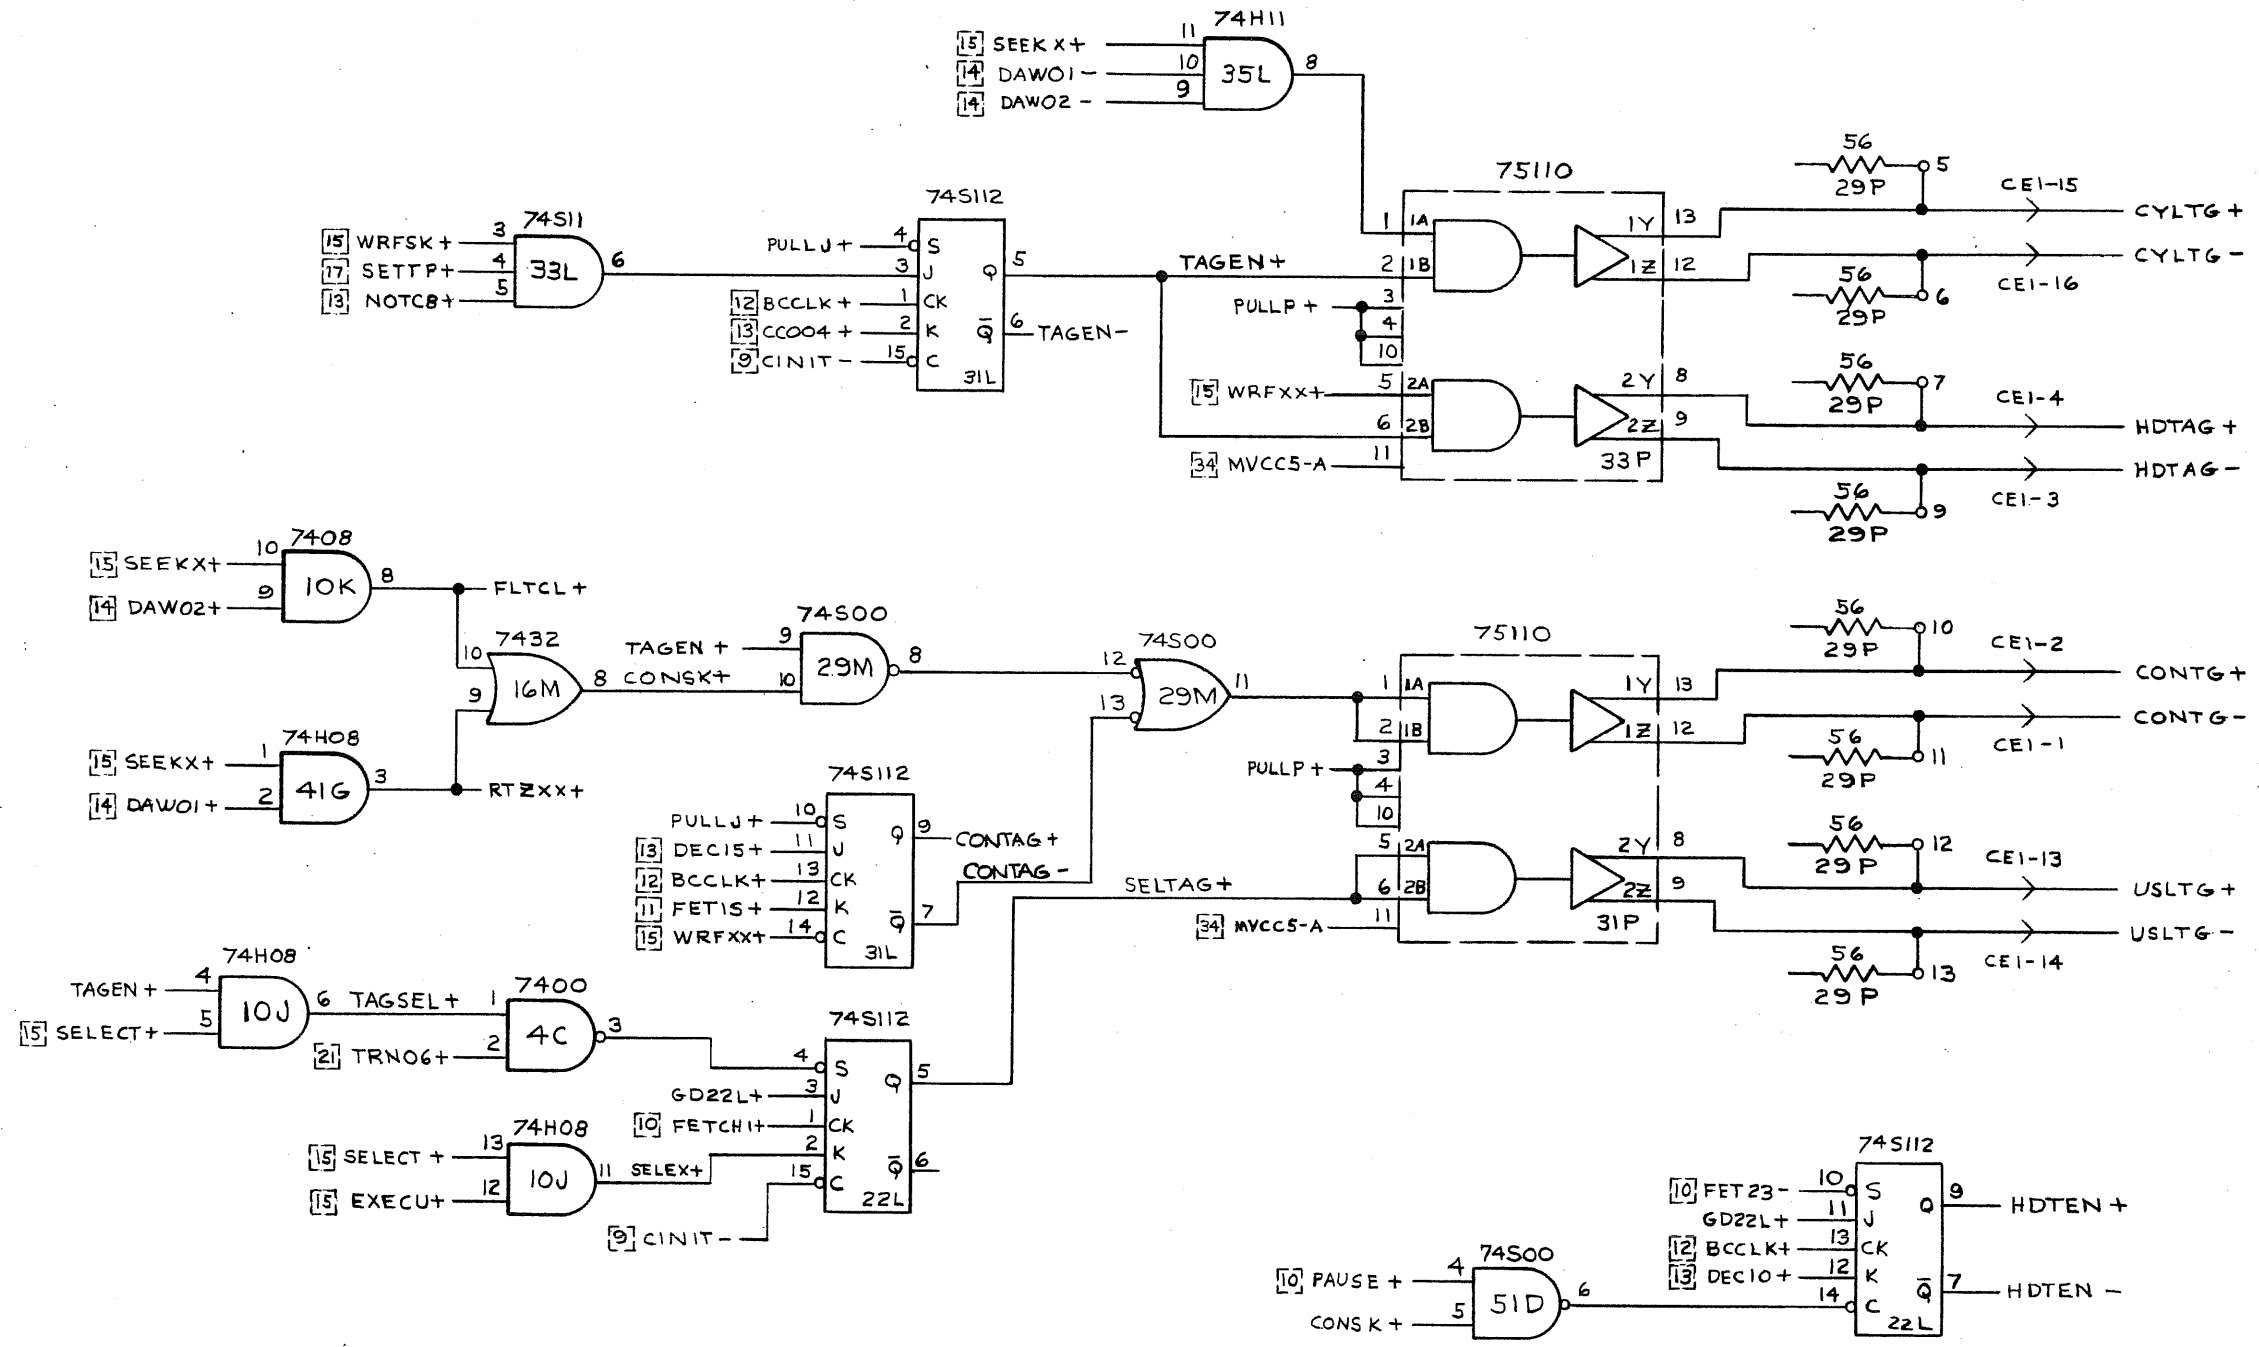 74H11
[15] SEEKX+ 11
[14] DAW01- 10
[14] DAW02- 9
35L 8
74S11
[15] WRFSK+ 3
[17] SETTP+ 4
[13] NOTC8+ 5
33L 6
74S112
PULLJ+ 4 S
3 J Q 5
[12] BCCLK+ 1 CK
[13] CC004+ 2 K Q̅ 6 TAGEN-
[9] CINIT- 15 C
31L
TAGEN+
75110
1 1A
2 1B
PULLP+ 3
4
10
[15] WRFXX+ 5 2A
6 2B
[34] MVCC5-A 11
33P
1Y 13
1Z 12
2Y 8
2Z 9
56 5
29P
CE1-15
CYLTG+
CYLTG-
56 6
29P
CE1-16
56 7
29P
CE1-4
HDTAG+
HDTAG-
56 9
29P
CE1-3
7408
[15] SEEKX+ 10
[14] DAW02+ 9
10K 8 FLTCL+
7432
10
9
16M 8
74H08
[15] SEEKX+ 1
[14] DAW01+ 2
41G 3 RTZXX+
74S00
TAGEN+ 9
CONSK+ 10
29M 8
74S00
12
13
29M 11
74S112
PULLJ+ 10 S Q 9 CONTAG+
[13] DEC15+ 11 J
[12] BCCLK+ 13 CK CONTAG-
[11] FET1S+ 12 K
[15] WRFXX+ 14 C Q̅ 7
31L
75110
1 1A
2 1B
PULLP+ 3
4
10
5 2A
SELTAG+ 6 2B
[34] MVCC5-A 11
31P
1Y 13
1Z 12
2Y 8
2Z 9
56 10
29P
CE1-2
CONTG+
CONTG-
56 11
29P
CE1-1
56 12
29P
CE1-13
USLTG+
USLTG-
56 13
29P
CE1-14
74H08
TAGEN+ 4
[15] SELECT+ 5
10J 6 TAGSEL+
7400
1
[21] TRN06+ 2
4C 3
74S112
4 S
GD22L+ 3 J Q 5
[10] FETCH1+ 1 CK
2 K Q̅ 6
15 C
22L
74H08
[15] SELECT+ 13
[15] EXECU+ 12
10J 11 SELEX+
[9] CINIT-
74S00
[10] PAUSE+ 4
CONSK+ 5
51D 6
74S112
[10] FET23- 10 S Q 9 HDTEN+
GD22L+ 11 J
[12] BCCLK+ 13 CK
[13] DEC10+ 12 K Q̅ 7 HDTEN-
14 C
22L